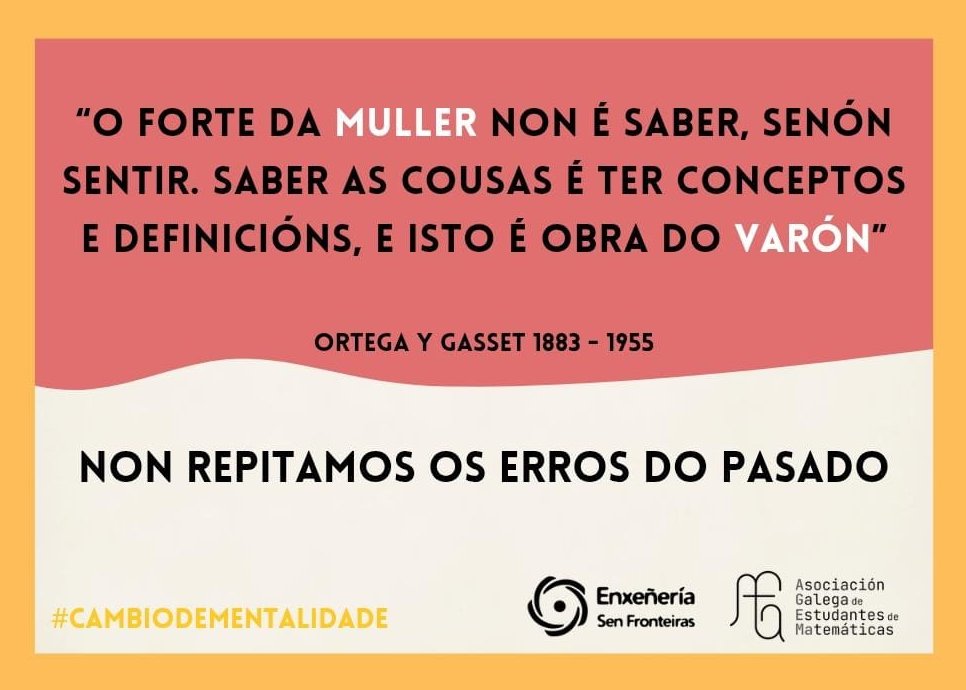 “O FORTE DA MULLER NON É SABER, SENÓN
SENTIR. SABER AS COUSAS É TER CONCEPTOS
E DEFINICIÓNS, E ISTO É OBRA DO VARÓN”
ORTEGA Y GASSET 1883 - 1955
NON REPITAMOS OS ERROS DO PASADO
#CAMBIODEMENTALIDADE
Enxeñería
Sen Fronteiras
Asociación
Galega de
Estudantes de
Matemáticas